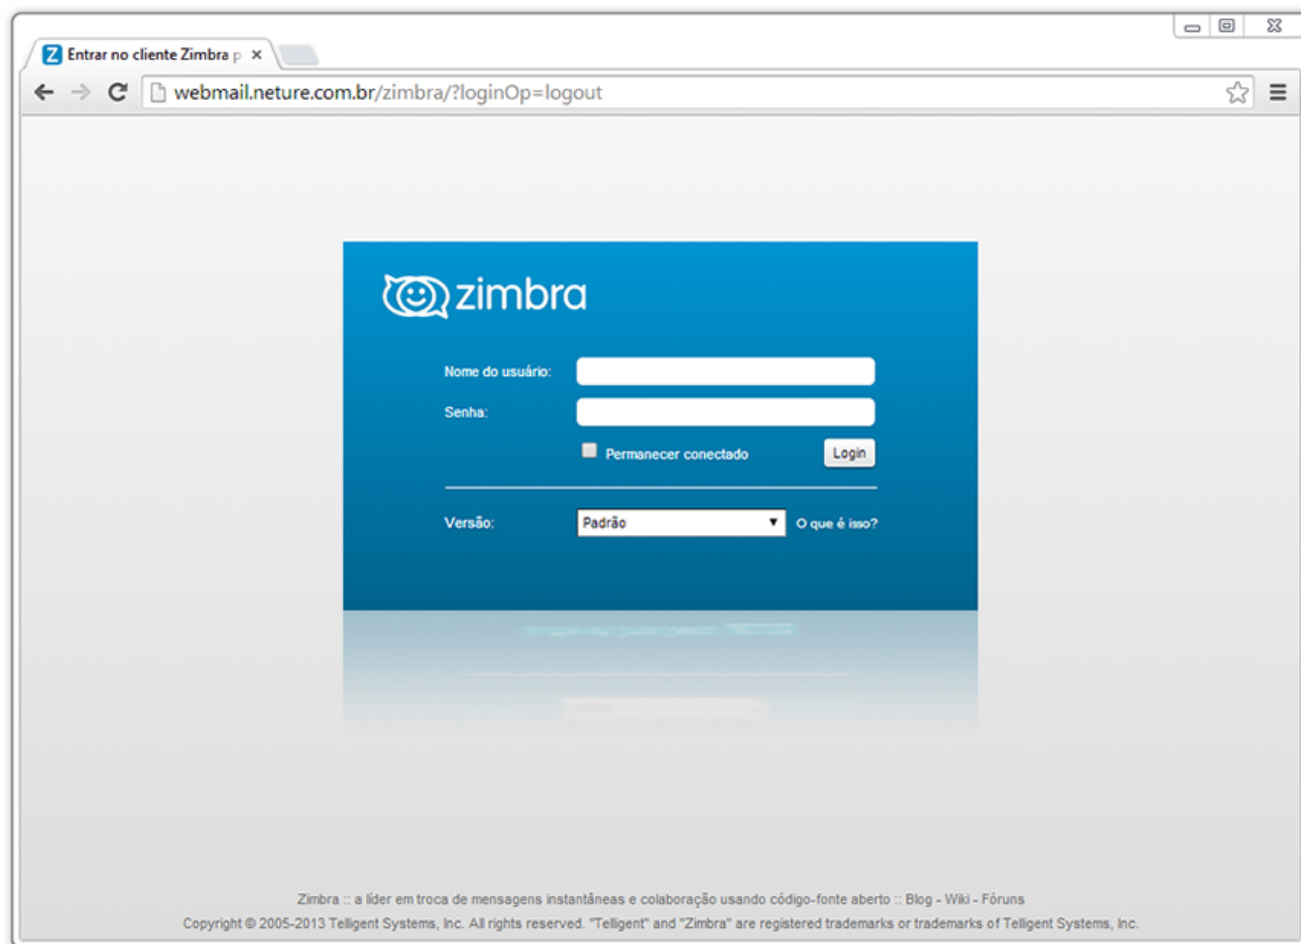 Entrar no cliente Zimbra p
webmail.neture.com.br/zimbra/?loginOp=logout
zimbra
Nome do usuário:
Senha:
Permanecer conectado Login
Versão: Padrão O que é isso?
Zimbra :: a líder em troca de mensagens instantâneas e colaboração usando código-fonte aberto :: Blog - Wiki - Fóruns
Copyright © 2005-2013 Telligent Systems, Inc. All rights reserved. "Telligent" and "Zimbra" are registered trademarks or trademarks of Telligent Systems, Inc.